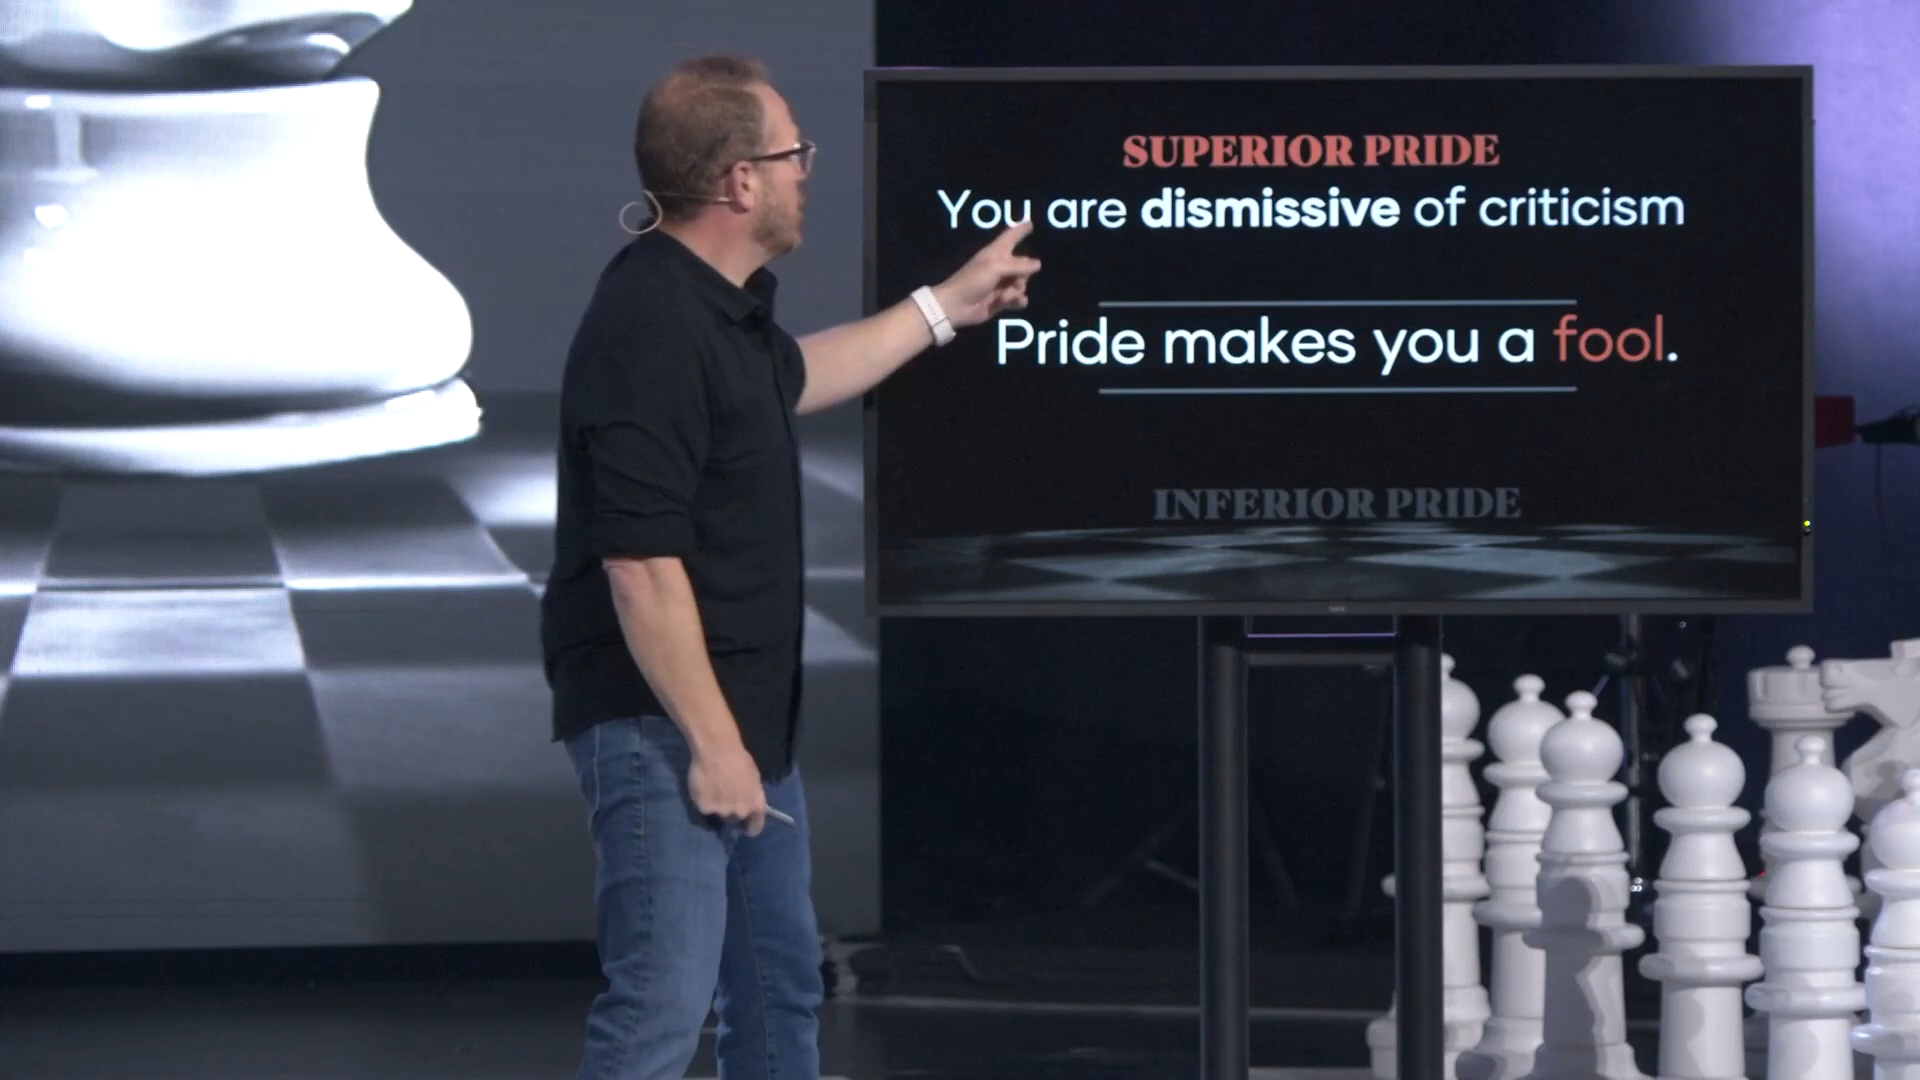 SUPERIOR PRIDE
You are dismissive of criticism
Pride makes you a fool.
INFERIOR PRIDE